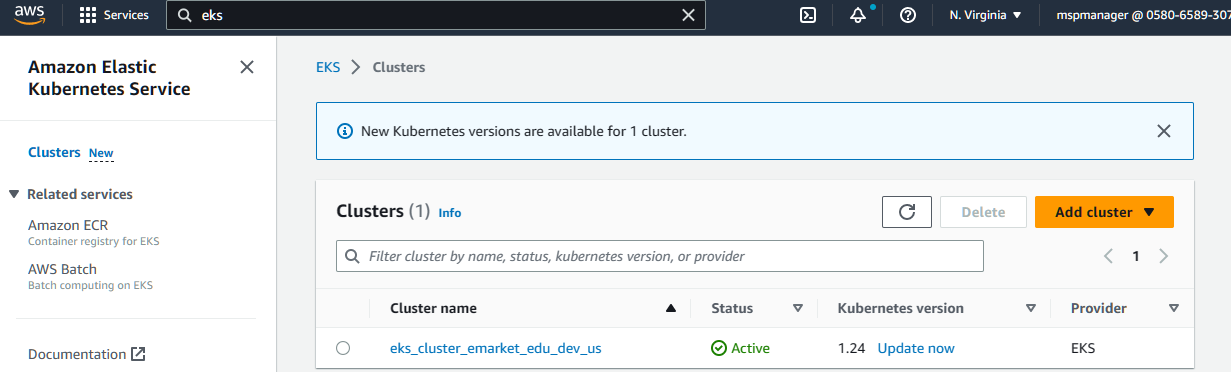 aws
Services
eks
N. Virginia
mspmanager @ 0580-6589-307
Amazon Elastic
Kubernetes Service
Clusters New
Related services
Amazon ECR
Container registry for EKS
AWS Batch
Batch computing on EKS
Documentation
EKS
Clusters
New Kubernetes versions are available for 1 cluster.
Clusters (1) Info
Delete
Add cluster
Filter cluster by name, status, kubernetes version, or provider
1
Cluster name
Status
Kubernetes version
Provider
eks_cluster_emarket_edu_dev_us
Active
1.24 Update now
EKS